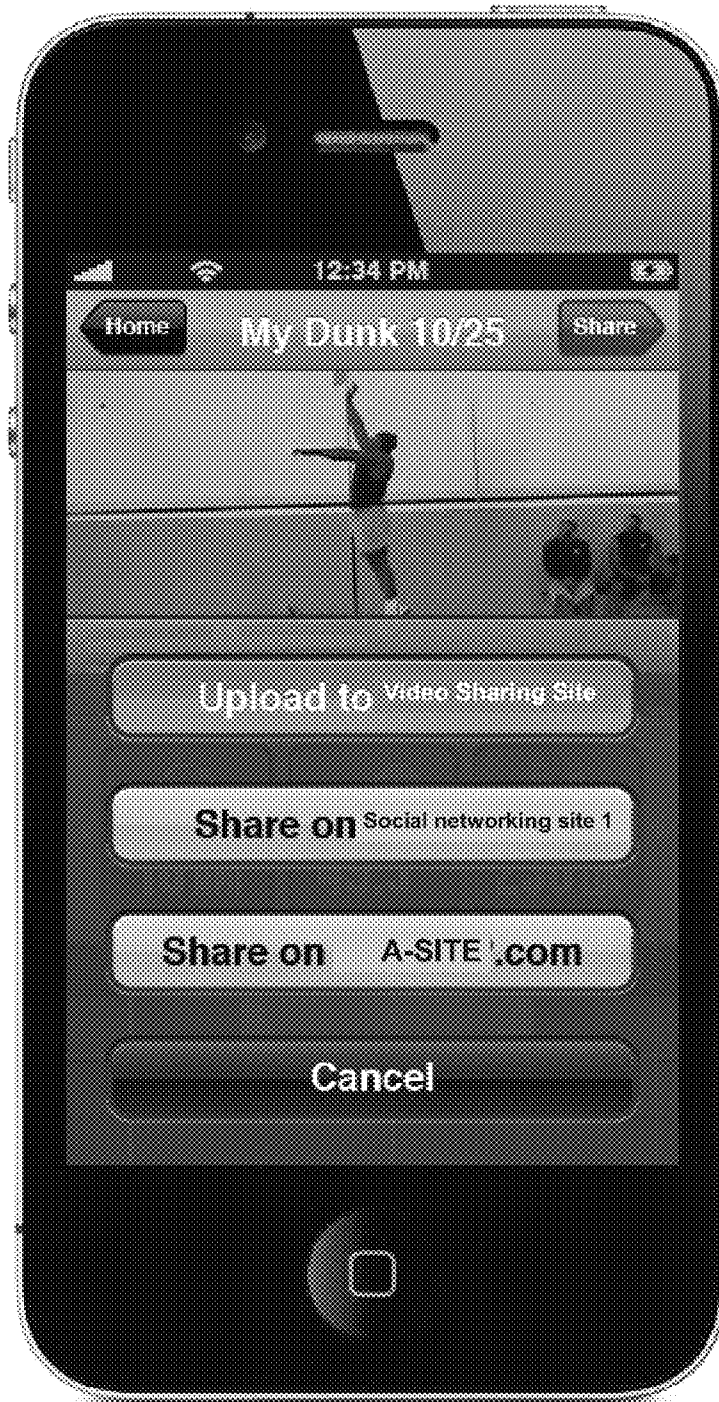 12:34 PM
Home My Dunk 10/25 Share
Upload to Video Sharing Site
Share on Social networking site 1
Share on A-SITE .com
Cancel